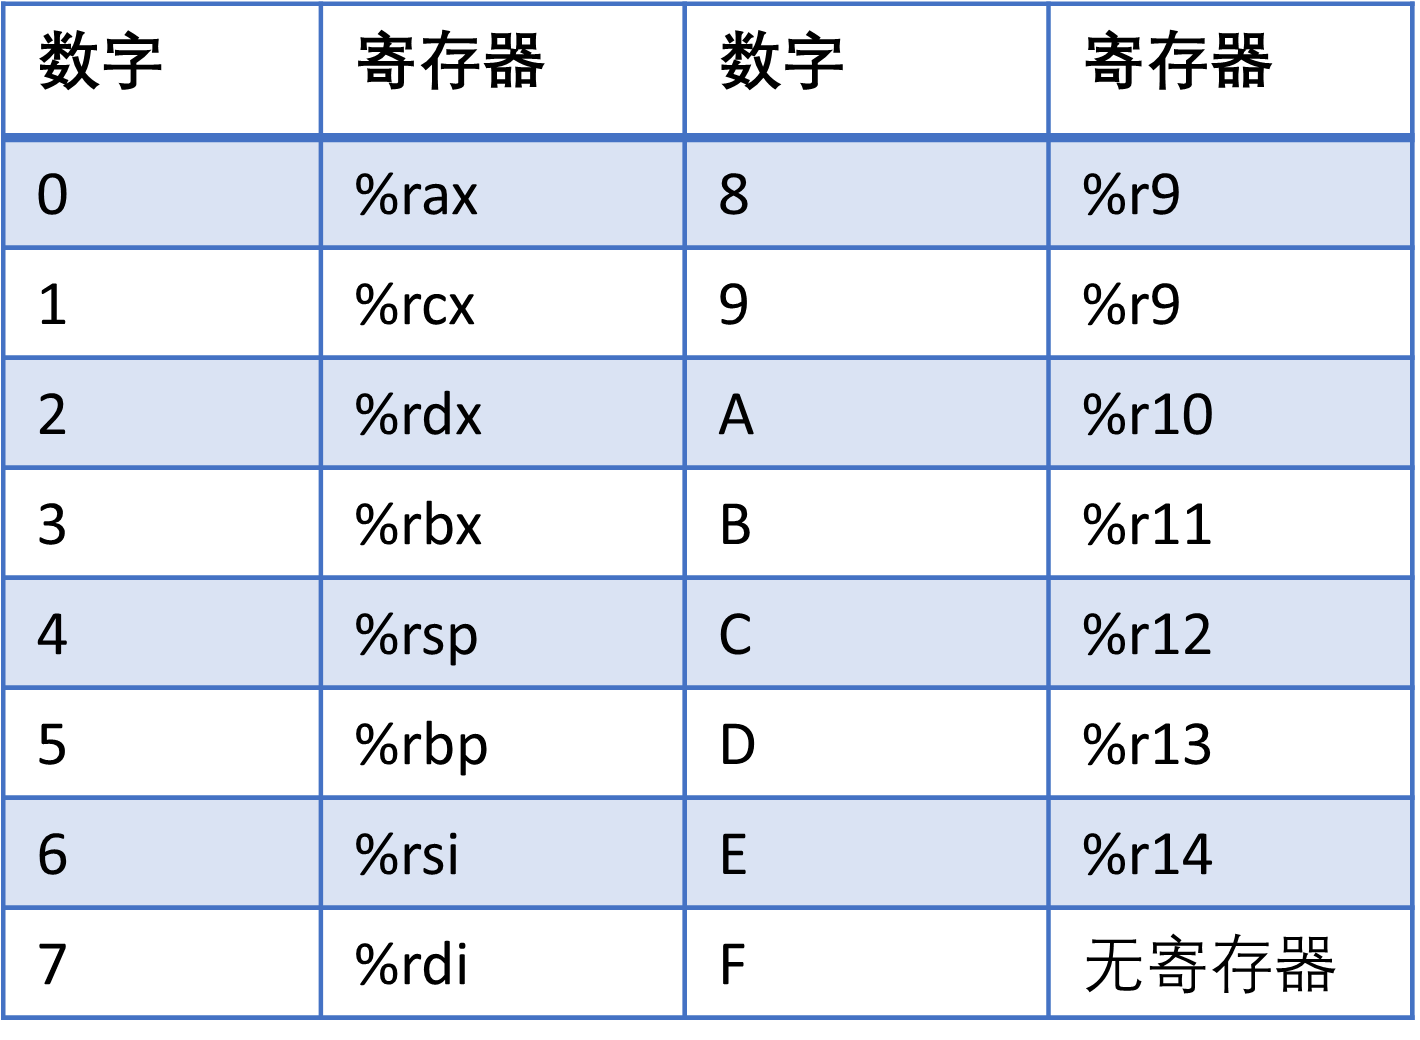 数字 寄存器 数字 寄存器
0 %rax 8 %r9
1 %rcx 9 %r9
2 %rdx A %r10
3 %rbx B %r11
4 %rsp C %r12
5 %rbp D %r13
6 %rsi E %r14
7 %rdi F 无寄存器